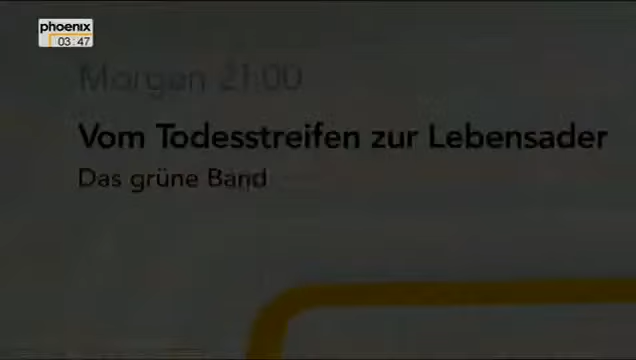 phoenix
03:47
Morgen 21:00
Vom Todesstreifen zur Lebensader
Das grüne Band